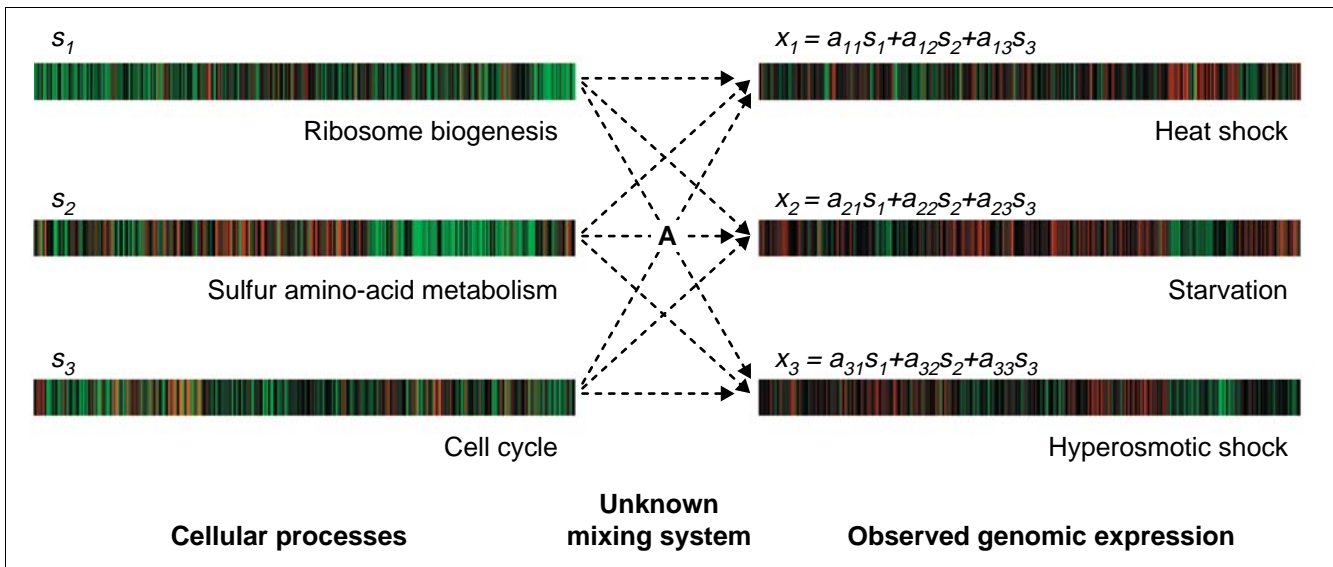 s₁
x₁ = a₁₁s₁+a₁₂s₂+a₁₃s₃
Ribosome biogenesis
Heat shock
s₂
x₂ = a₂₁s₁+a₂₂s₂+a₂₃s₃
A
Sulfur amino-acid metabolism
Starvation
s₃
x₃ = a₃₁s₁+a₃₂s₂+a₃₃s₃
Cell cycle
Hyperosmotic shock
Cellular processes
Unknown
mixing system
Observed genomic expression